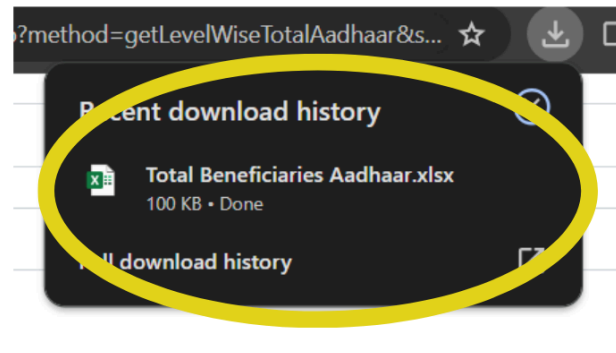 ?method=getLevelWiseTotalAadhaar&s...
Recent download history
Total Beneficiaries Aadhaar.xlsx
100 KB • Done
Full download history